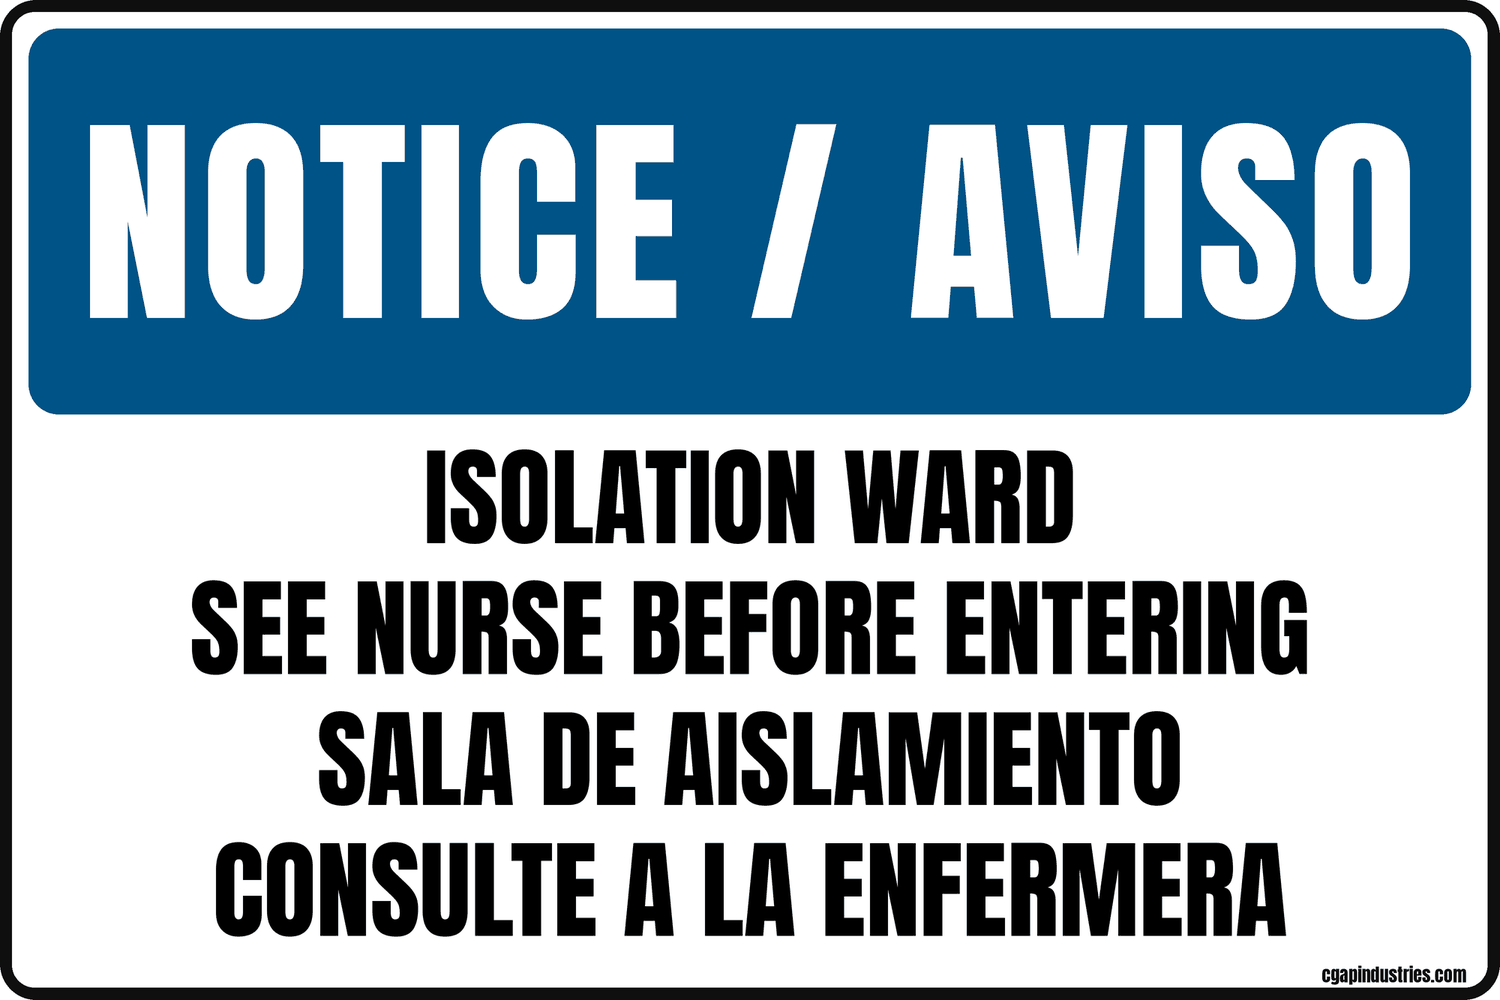 NOTICE / AVISO
ISOLATION WARD
SEE NURSE BEFORE ENTERING
SALA DE AISLAMIENTO
CONSULTE A LA ENFERMERA
cgapindustries.com